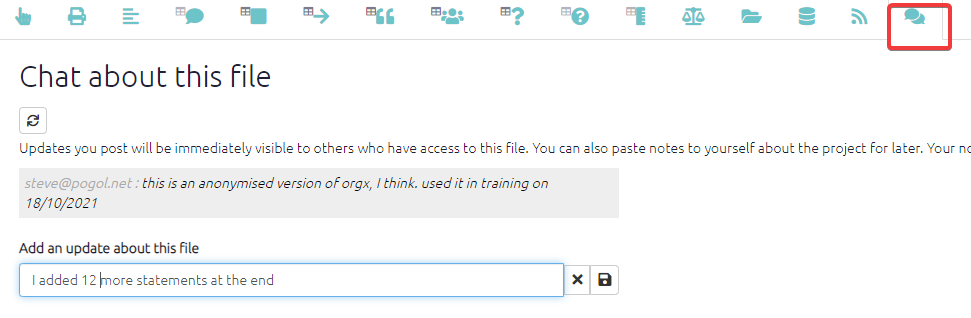 Chat about this file
Updates you post will be immediately visible to others who have access to this file. You can also paste notes to yourself about the project for later. Your no
steve@pogol.net : this is an anonymised version of orgx, I think. used it in training on
18/10/2021
Add an update about this file
I added 12 more statements at the end